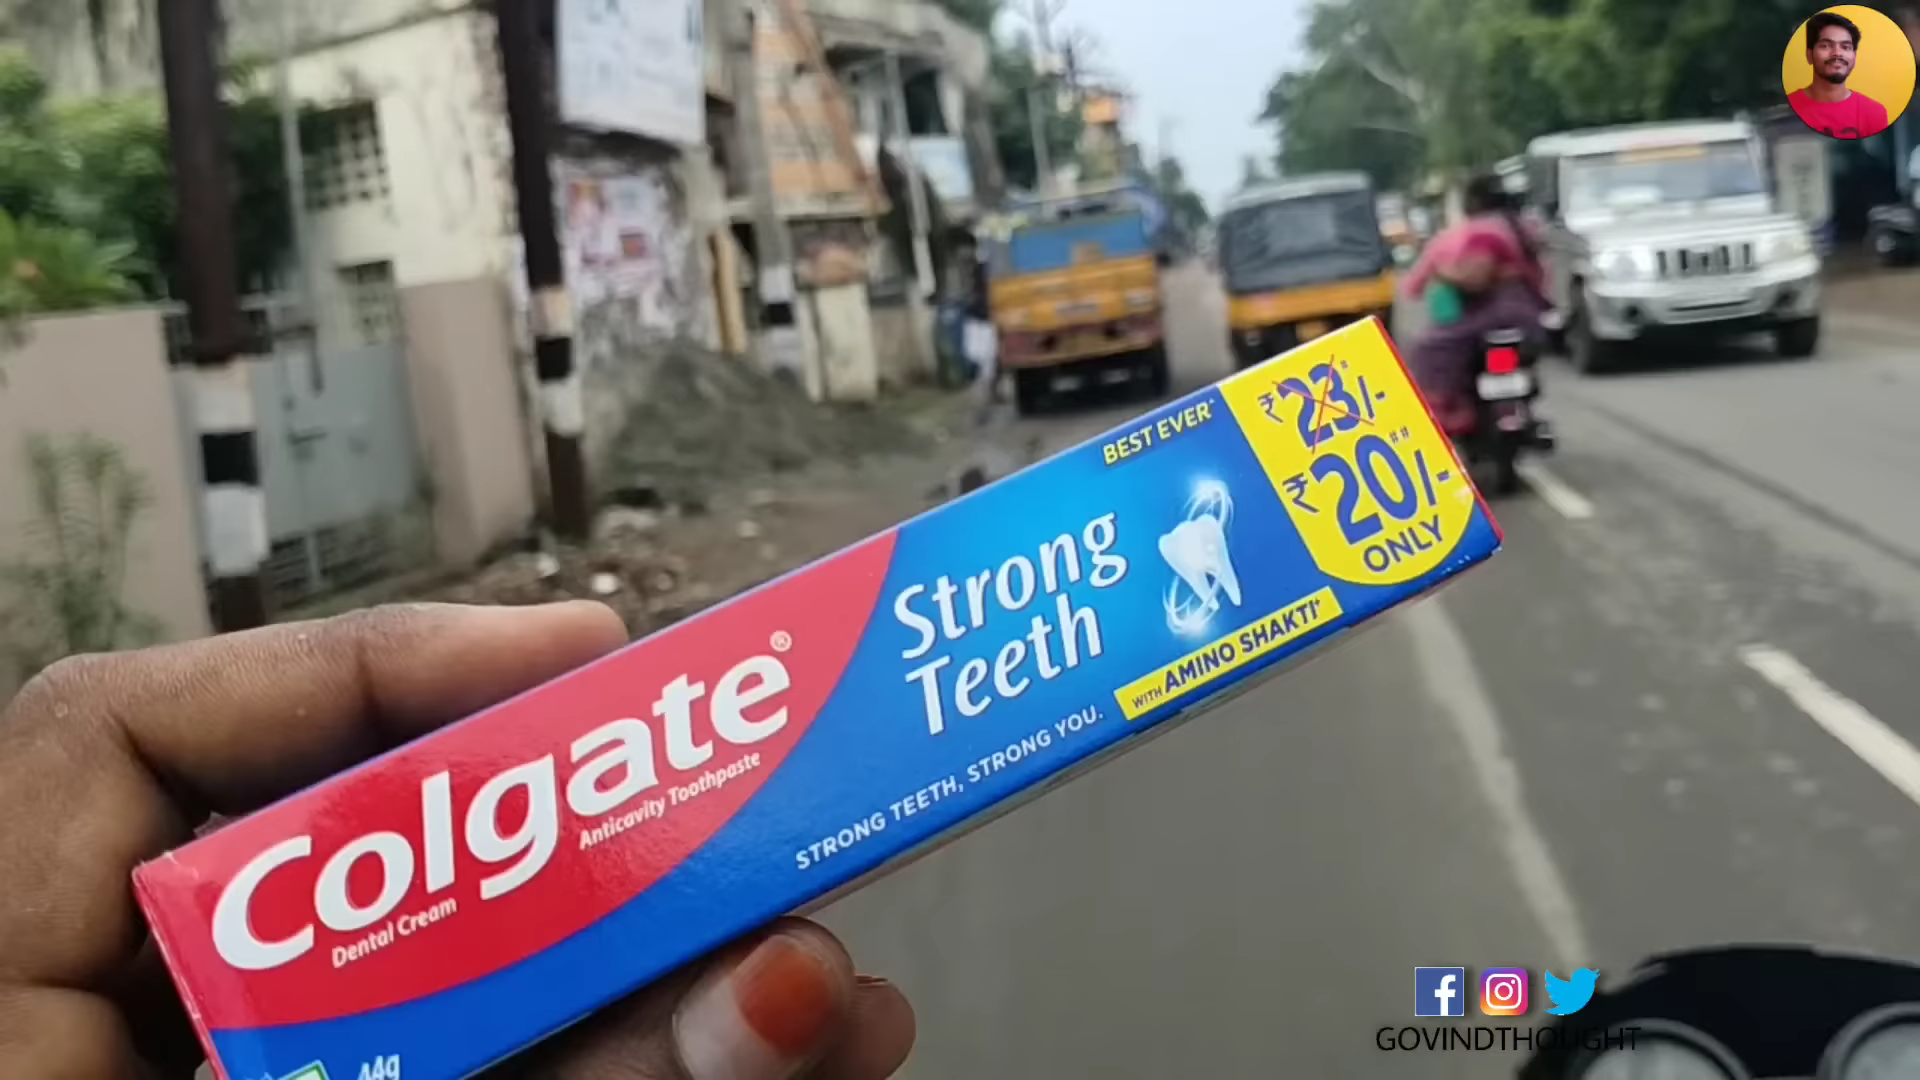 Colgate®
Dental Cream
Anticavity Toothpaste
BEST EVER
Strong
Teeth
WITH AMINO SHAKTI
STRONG TEETH, STRONG YOU.
₹23/-
₹20##/-
ONLY
44g
GOVINDTHOUGHT